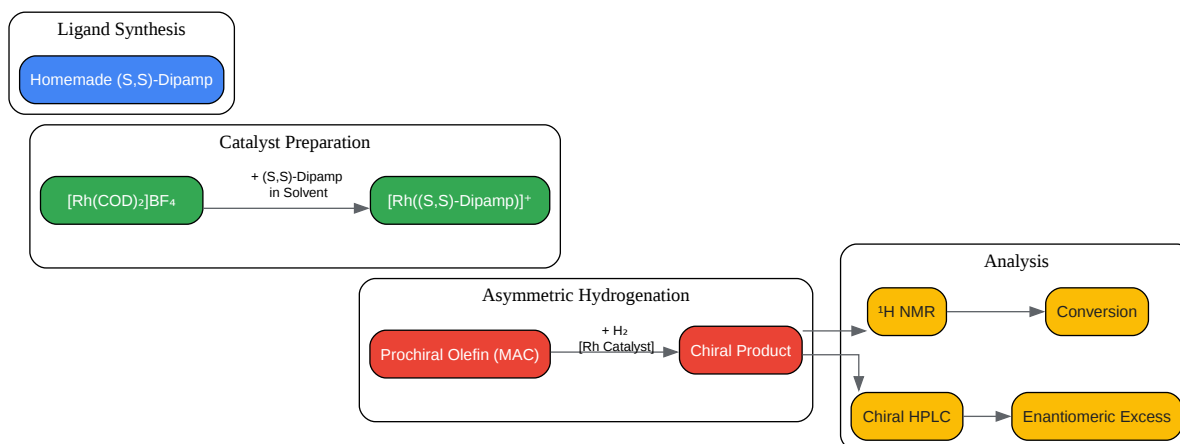 Ligand Synthesis
Homemade (S,S)-Dipamp
Catalyst Preparation
[Rh(COD)₂]BF₄
+ (S,S)-Dipamp
in Solvent
[Rh((S,S)-Dipamp)]⁺
Asymmetric Hydrogenation
Prochiral Olefin (MAC)
+ H₂
[Rh Catalyst]
Chiral Product
Analysis
¹H NMR
Conversion
Chiral HPLC
Enantiomeric Excess